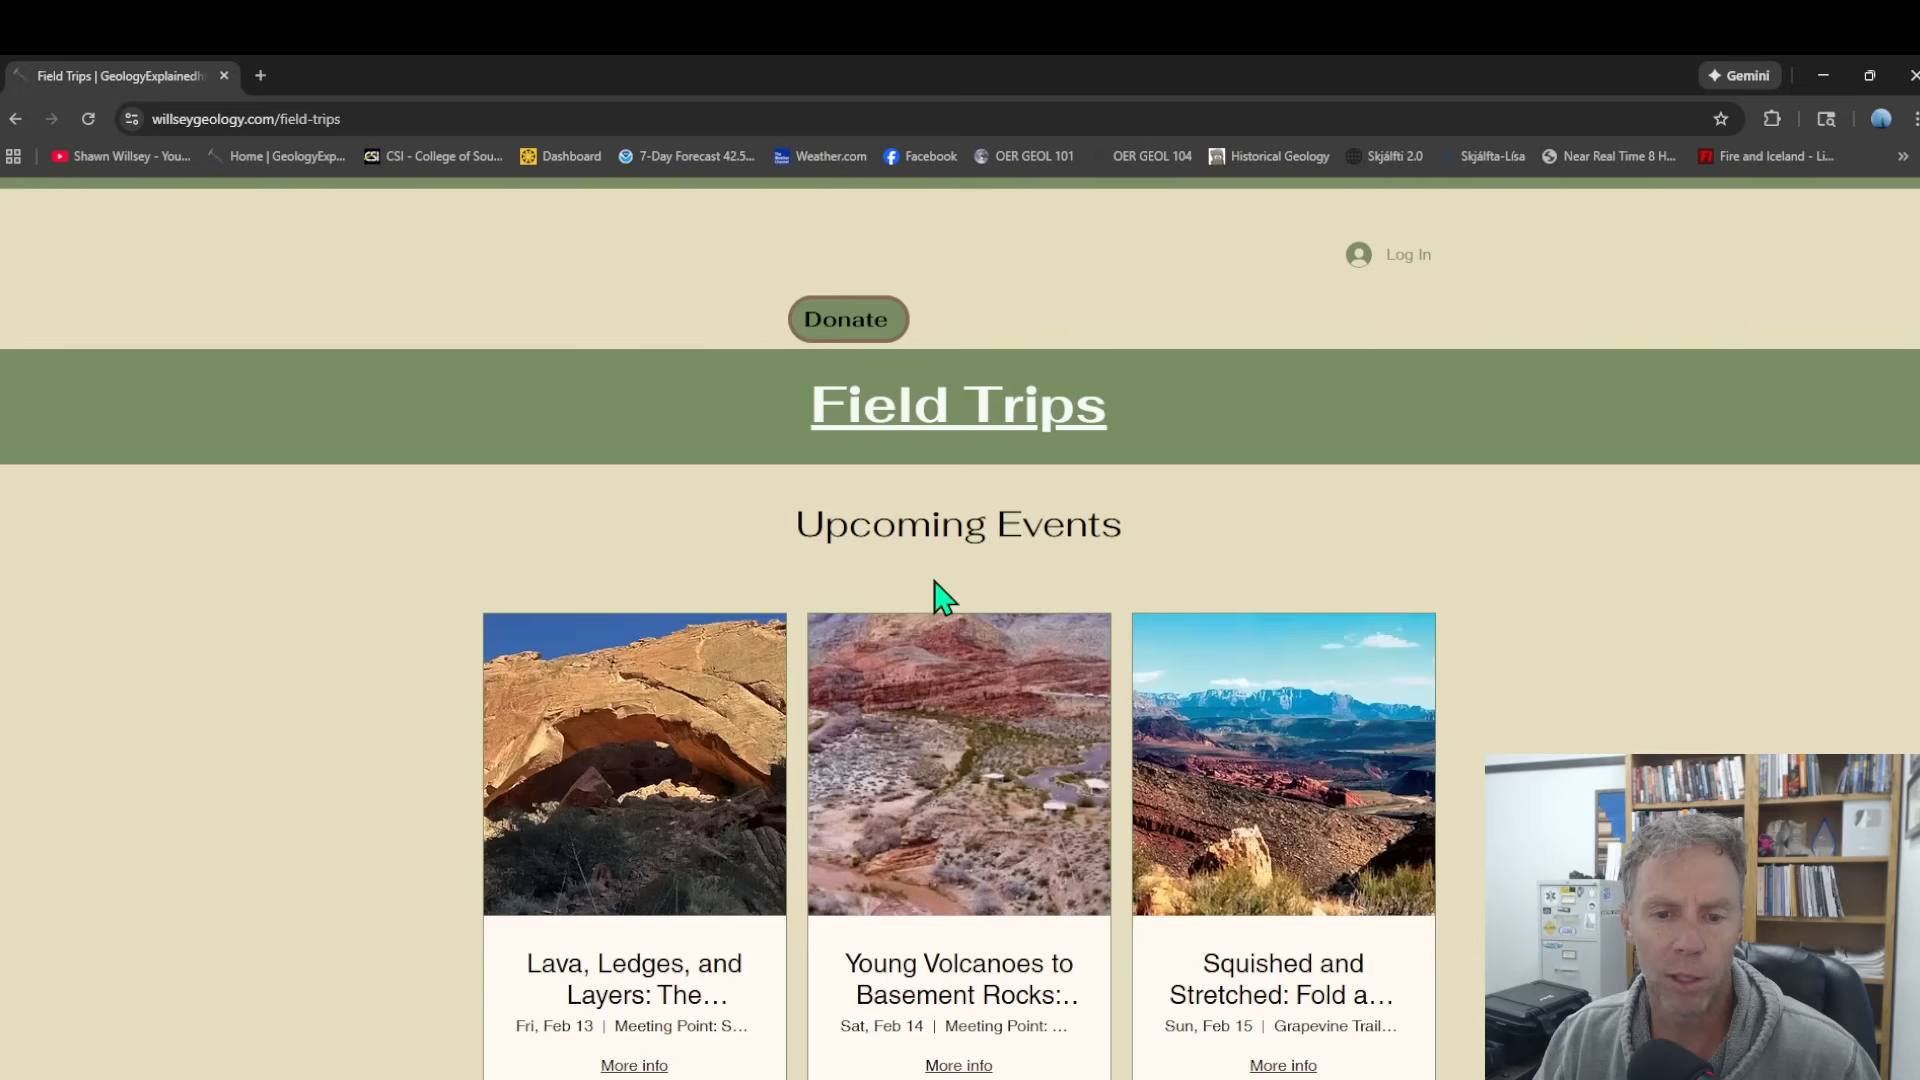 Field Trips | GeologyExplainedh
Gemini
willseygeology.com/field-trips
Shawn Willsey - You...
Home | GeologyExp...
CSI - College of Sou...
Dashboard
7-Day Forecast 42.5...
Weather.com
Facebook
OER GEOL 101
OER GEOL 104
Historical Geology
Skjálfti 2.0
Skjálfta-Lísa
Near Real Time 8 H...
Fire and Iceland - Li...
Log In
Donate
Field Trips
Upcoming Events
Lava, Ledges, and
Layers: The...
Fri, Feb 13 | Meeting Point: S...
More info
Young Volcanoes to
Basement Rocks:..
Sat, Feb 14 | Meeting Point: ...
More info
Squished and
Stretched: Fold a...
Sun, Feb 15 | Grapevine Trail...
More info